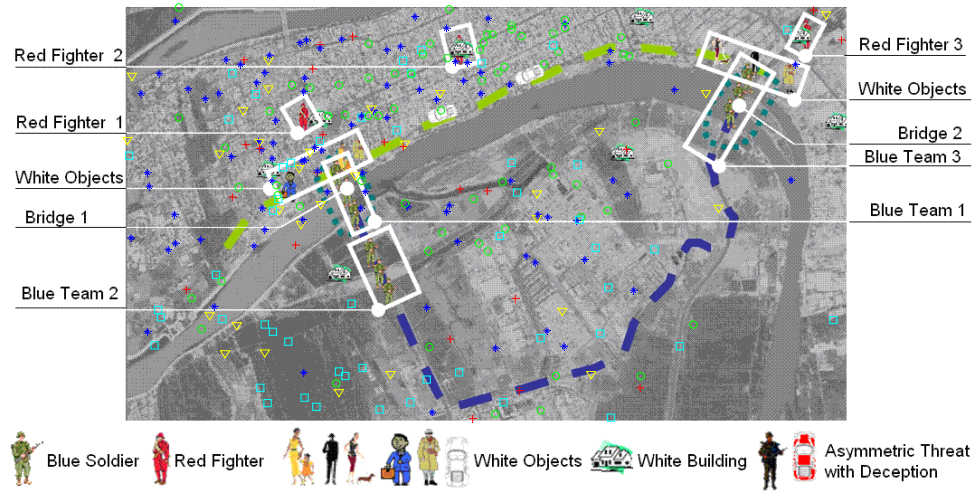 Red Fighter 2
Red Fighter 1
White Objects
Bridge 1
Blue Team 2
Red Fighter 3
White Objects
Bridge 2
Blue Team 3
Blue Team 1
Blue Soldier
Red Fighter
White Objects
White Building
Asymmetric Threat
with Deception